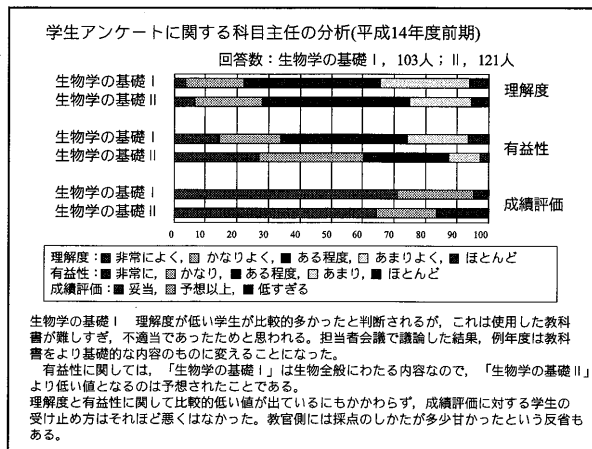 学生アンケートに関する科目主任の分析(平成14年度前期)
回答数：生物学の基礎Ⅰ，103人；Ⅱ，121人
生物学の基礎Ⅰ
生物学の基礎Ⅱ
理解度
生物学の基礎Ⅰ
生物学の基礎Ⅱ
有益性
生物学の基礎Ⅰ
生物学の基礎Ⅱ
成績評価
0 10 20 30 40 50 60 70 80 90 100
理解度：■ 非常によく，■ かなりよく，■ ある程度，□ あまりよく，■ ほとんど
有益性：■ 非常に，■ かなり，■ ある程度，□ あまり，■ ほとんど
成績評価：■ 妥当，■ 予想以上，■ 低すぎる
生物学の基礎Ⅰ　理解度が低い学生が比較的多かったと判断されるが，これは使用した教科
書が難しすぎ，不適当であったためと思われる。担当者会議で議論した結果，例年度は教科
書をより基礎的な内容のものに変えることになった。
有益性に関しては，「生物学の基礎Ⅰ」は生物全般にわたる内容なので，「生物学の基礎Ⅱ」
より低い値となるのは予想されたことである。
理解度と有益性に関して比較的低い値が出ているにもかかわらず，成績評価に対する学生の
受け止め方はそれほど悪くはなかった。教官側には採点のしかたが多少甘かったという反省も
ある。